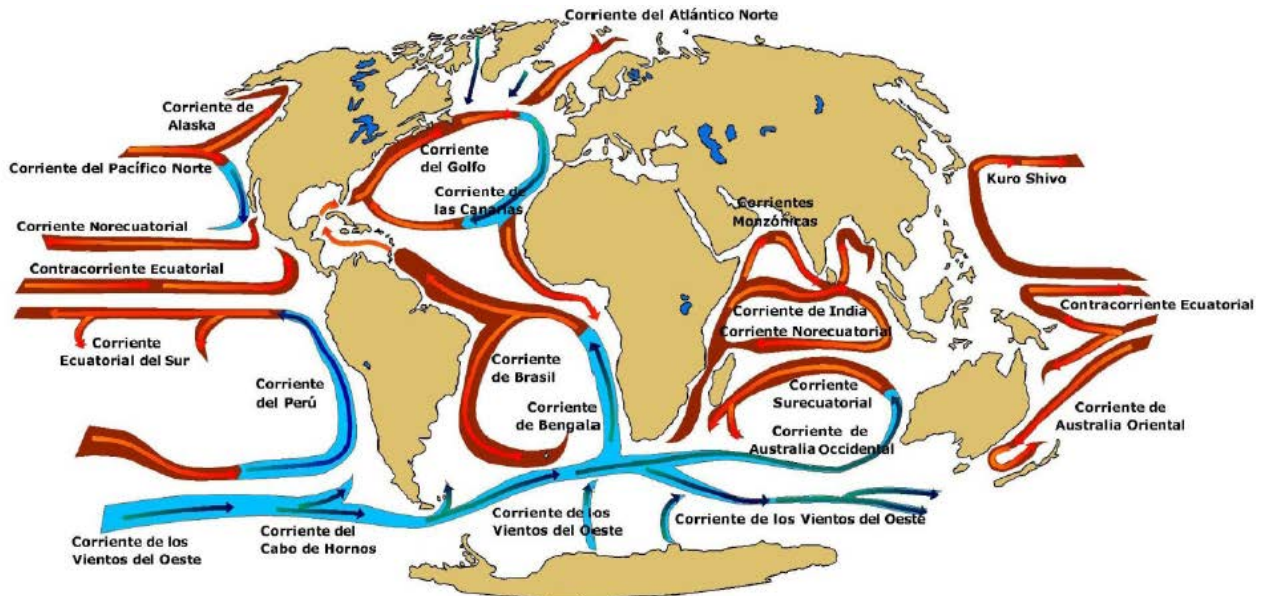 Corriente del Atlántico Norte
Corriente de
Alaska
Corriente del Pacífico Norte
Corriente
del Golfo
Kuro Shivo
Corriente de
las Canarias
Corrientes
Monzónicas
Corriente Norecuatorial
Contracorriente Ecuatorial
Contracorriente Ecuatorial
Corriente de India
Corriente Norecuatorial
Corriente
Ecuatorial del Sur
Corriente
de Brasil
Corriente
del Perú
Corriente
Surecuatorial
Corriente
de Bengala
Corriente de
Australia Occidental
Corriente de
Australia Oriental
Corriente de los
Vientos del Oeste
Corriente del
Cabo de Hornos
Corriente de los
Vientos del Oeste
Corriente de los Vientos del Oeste